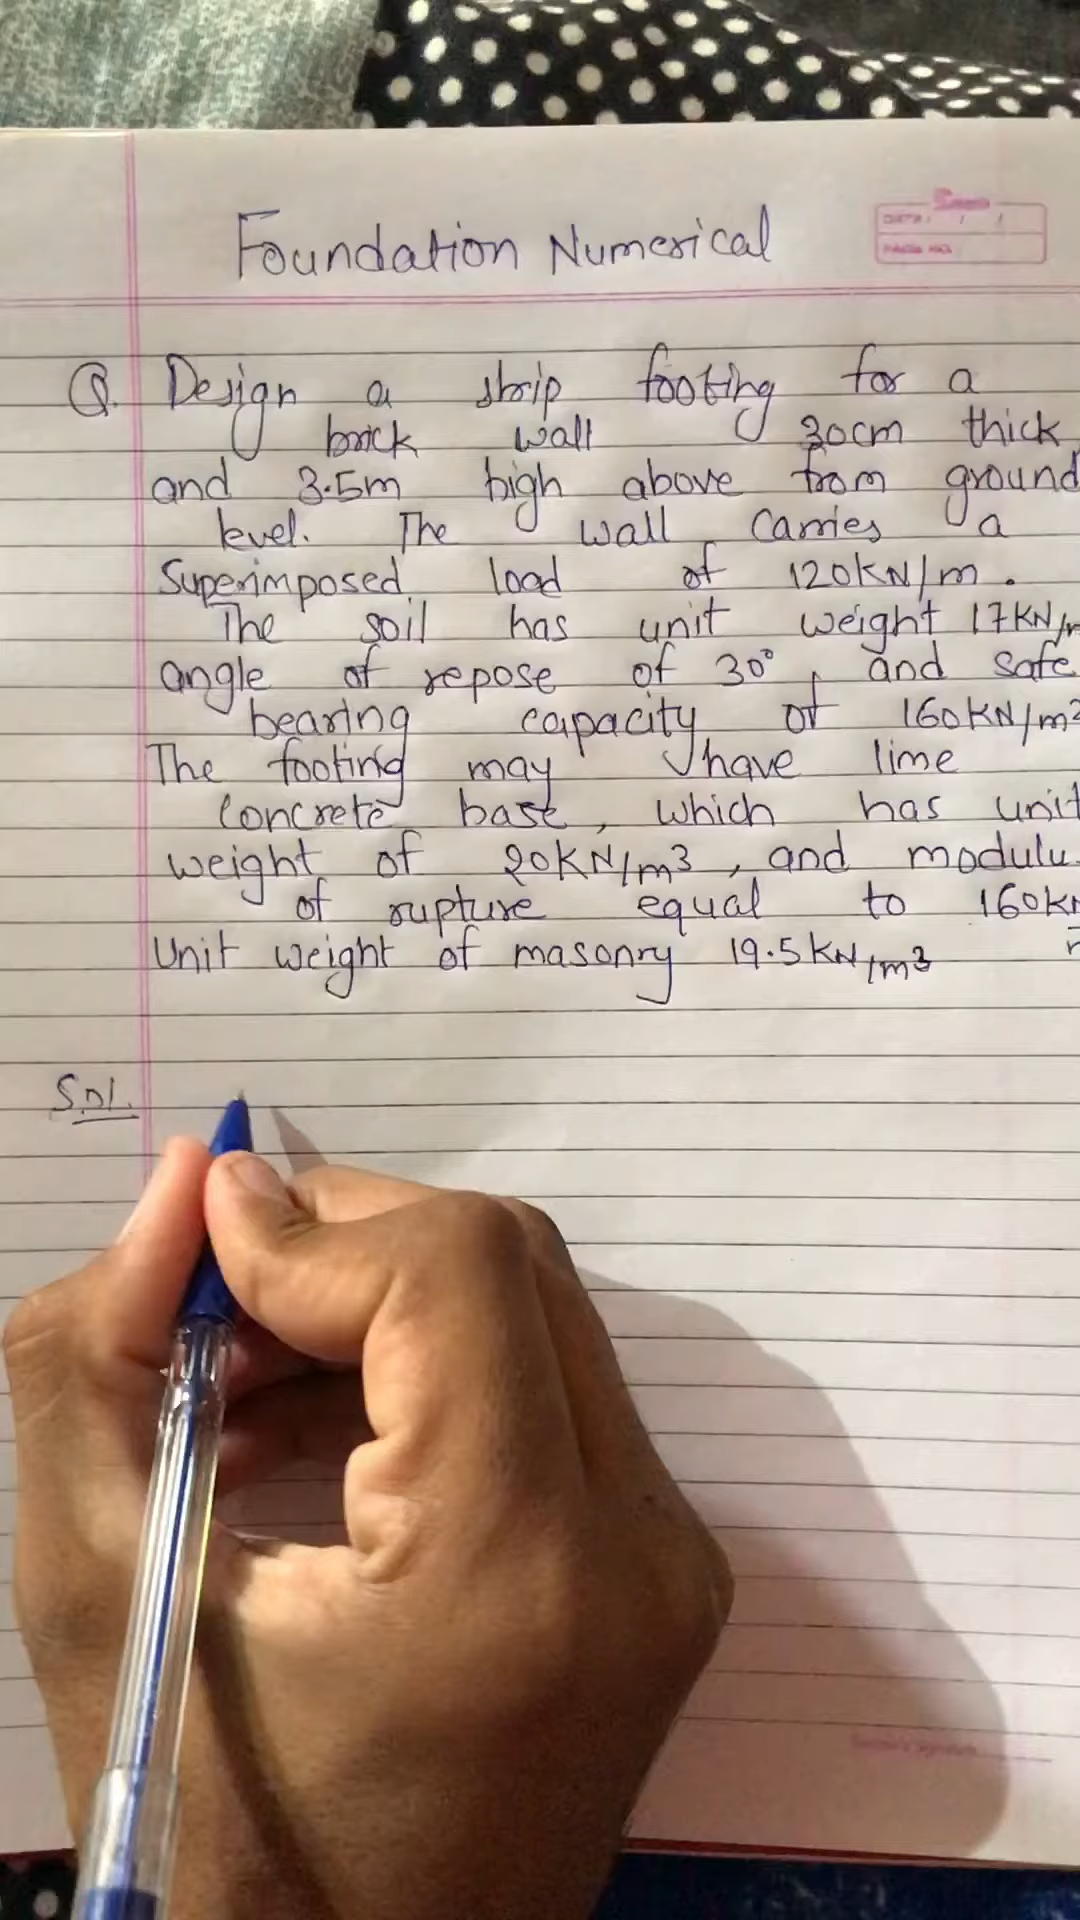 Foundation Numerical
DATE: / /
PAGE NO.
Q. Design a strip footing for a
brick wall 30cm thick
and 3.5m high above from ground
level. The wall carries a
Superimposed load of 120KN/m.
The soil has unit weight 17KN/
angle of repose of 30°, and safe
bearing capacity of 160KN/m2
The footing may have lime
Concrete base, which has unit
weight of 20KN/m3, and modulu
of rupture equal to 160KN
Unit weight of masonry 19.5KN/m3
Sol.